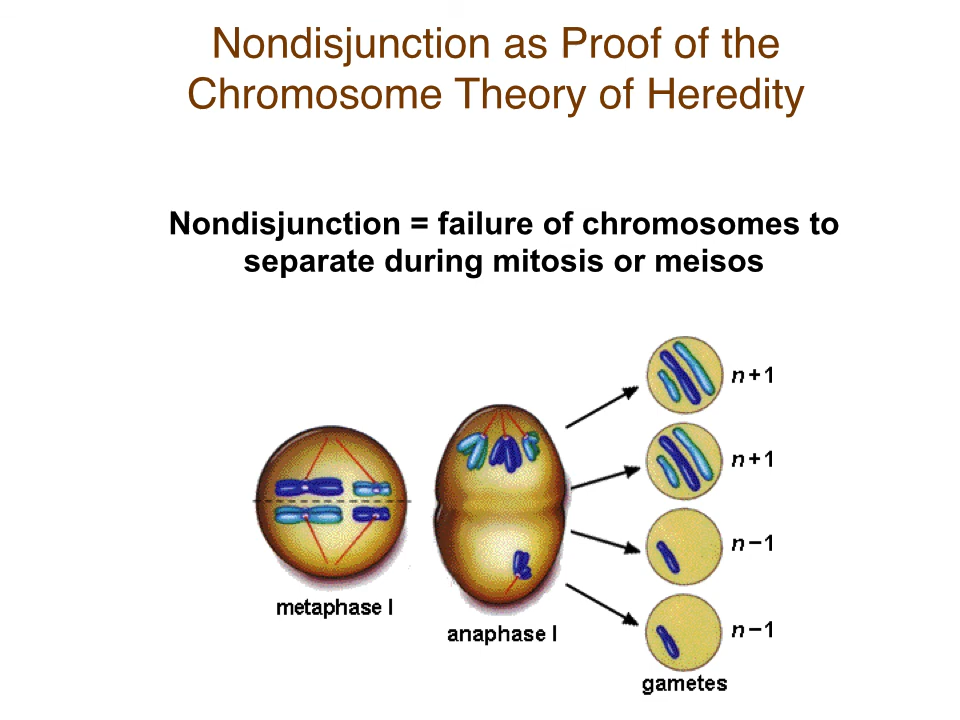 Nondisjunction as Proof of the
Chromosome Theory of Heredity
Nondisjunction = failure of chromosomes to
separate during mitosis or meisos
n+1
n+1
n−1
n−1
metaphase I
anaphase I
gametes